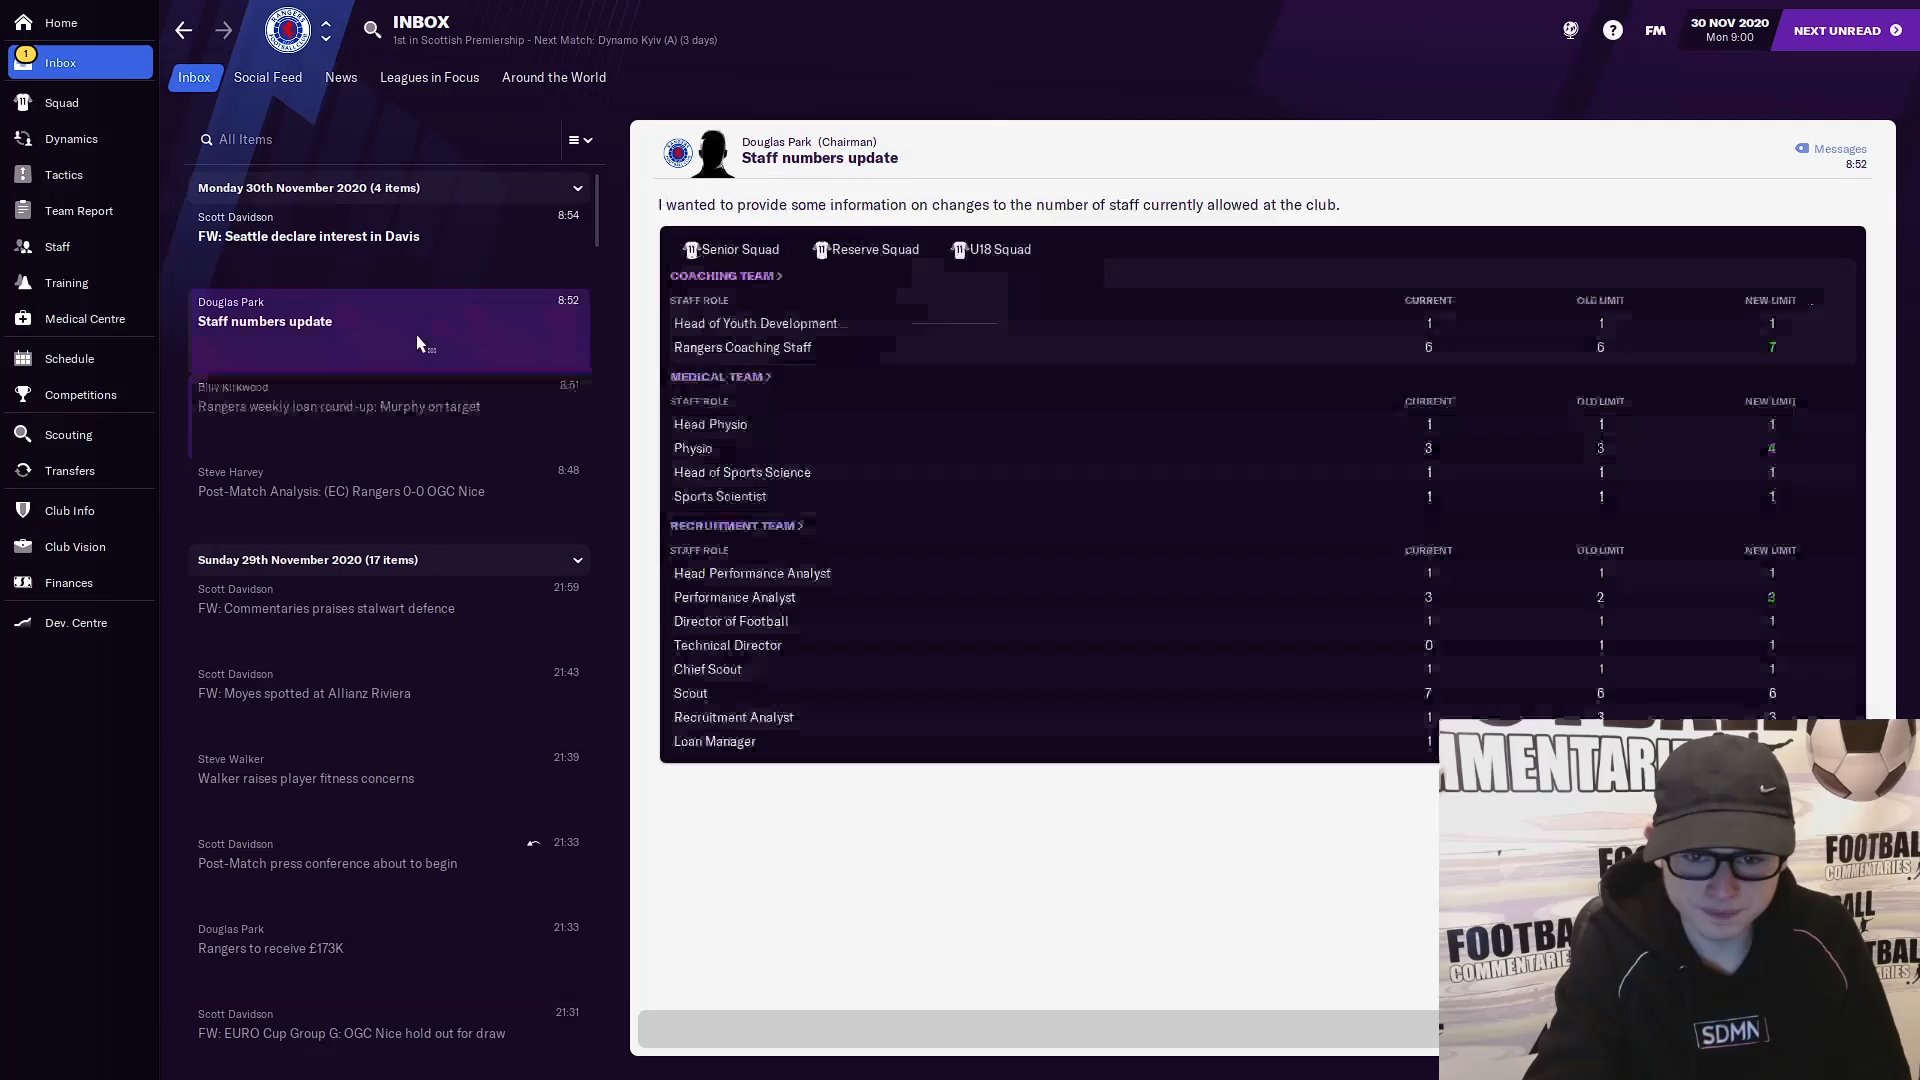 Home
1
Inbox
Squad
Dynamics
Tactics
Team Report
Staff
Training
Medical Centre
Schedule
Competitions
Scouting
Transfers
Club Info
Club Vision
Finances
Dev. Centre
INBOX
1st in Scottish Premiership - Next Match: Dynamo Kyiv (A) (3 days)
FM
30 NOV 2020
Mon 9:00
NEXT UNREAD
Inbox
Social Feed
News
Leagues in Focus
Around the World
All Items
Monday 30th November 2020 (4 items)
Scott Davidson 8:54
FW: Seattle declare interest in Davis
Douglas Park 8:52
Staff numbers update
8:51
Rangers weekly loan round-up: Murphy on target
Steve Harvey 8:48
Post-Match Analysis: (EC) Rangers 0-0 OGC Nice
Sunday 29th November 2020 (17 items)
Scott Davidson 21:59
FW: Commentaries praises stalwart defence
Scott Davidson 21:43
FW: Moyes spotted at Allianz Riviera
Steve Walker 21:39
Walker raises player fitness concerns
Scott Davidson 21:33
Post-Match press conference about to begin
Douglas Park 21:33
Rangers to receive £173K
Scott Davidson 21:31
FW: EURO Cup Group G: OGC Nice hold out for draw
Douglas Park (Chairman)
Staff numbers update
Messages
8:52
I wanted to provide some information on changes to the number of staff currently allowed at the club.
Senior Squad Reserve Squad U18 Squad
COACHING TEAM >
STAFF ROLE CURRENT OLD LIMIT NEW LIMIT
Head of Youth Development 1 1 1
Rangers Coaching Staff 6 6 7
MEDICAL TEAM >
STAFF ROLE CURRENT OLD LIMIT NEW LIMIT
Head Physio 1 1 1
Physio 3 3 4
Head of Sports Science 1 1 1
Sports Scientist 1 1 1
RECRUITMENT TEAM >
STAFF ROLE CURRENT OLD LIMIT NEW LIMIT
Head Performance Analyst 1 1 1
Performance Analyst 3 2 3
Director of Football 1 1 1
Technical Director 0 1 1
Chief Scout 1 1 1
Scout 7 6 6
Recruitment Analyst 1 3 3
Loan Manager 1
MMENTARI
FOOTBALL
COMMENTARIES
FOOTBA
COMMENTARIE
SDMN